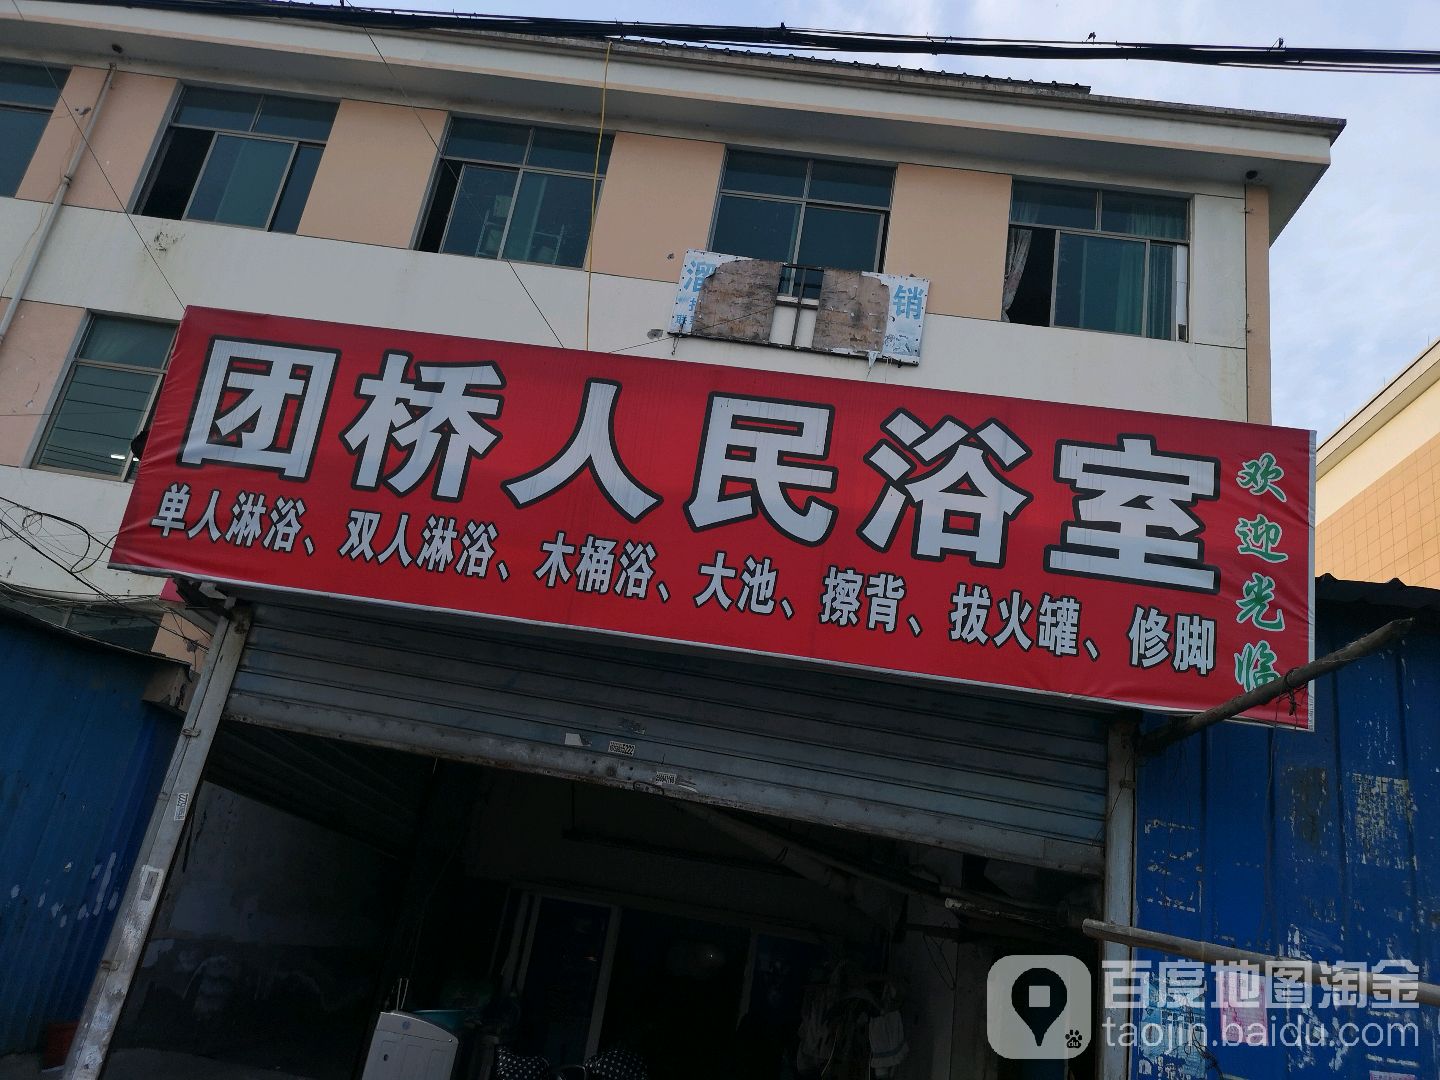 溜
销
团桥人民浴室
单人淋浴、双人淋浴、木桶浴、大池、擦背、拔火罐、修脚
欢迎光临
百度地图淘金
taojin.baidu.com
du